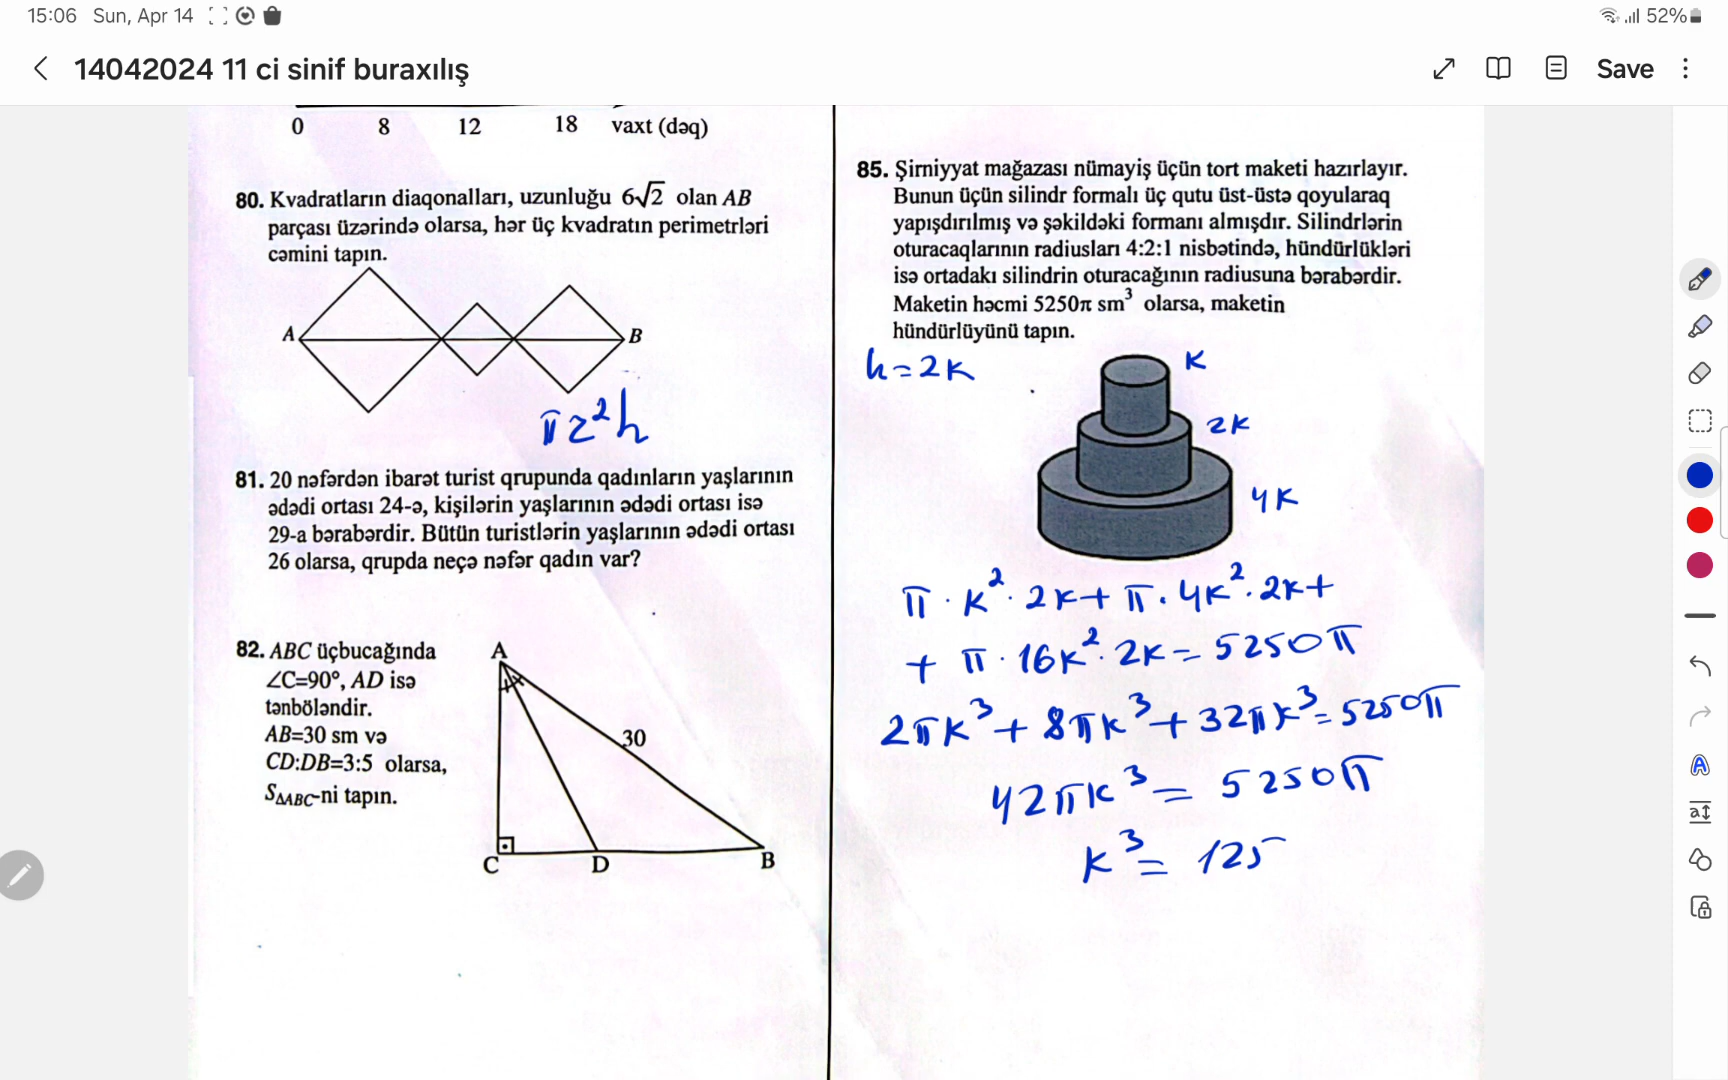 15:06 Sun, Apr 14
52%
14042024 11 ci sinif buraxılış
Save
0 8 12 18 vaxt (dəq)
80. Kvadratların diaqonalları, uzunluğu 6√2 olan AB
parçası üzərində olarsa, hər üç kvadratın perimetrləri
cəmini tapın.
A
B
πr²h
81. 20 nəfərdən ibarət turist qrupunda qadınların yaşlarının
ədədi ortası 24-ə, kişilərin yaşlarının ədədi ortası isə
29-a bərabərdir. Bütün turistlərin yaşlarının ədədi ortası
26 olarsa, qrupda neçə nəfər qadın var?
82. ABC üçbucağında
∠C=90°, AD isə
tənböləndir.
AB=30 sm və
CD:DB=3:5 olarsa,
S∆ABC-ni tapın.
A
30
C
D
B
85. Şirniyyat mağazası nümayiş üçün tort maketi hazırlayır.
Bunun üçün silindr formalı üç qutu üst-üstə qoyularaq
yapışdırılmış və şəkildəki formanı almışdır. Silindrlərin
oturacaqlarının radiusları 4:2:1 nisbətində, hündürlükləri
isə ortadakı silindrin oturacağının radiusuna bərabərdir.
Maketin həcmi 5250π sm³ olarsa, maketin
hündürlüyünü tapın.
h=2K
K
2K
4K
π · K² · 2K + π · 4K² · 2K +
+ π · 16K² · 2K = 5250π
2πK³ + 8πK³ + 32πK³ = 5250π
42πK³ = 5250π
K³ = 125
A
a